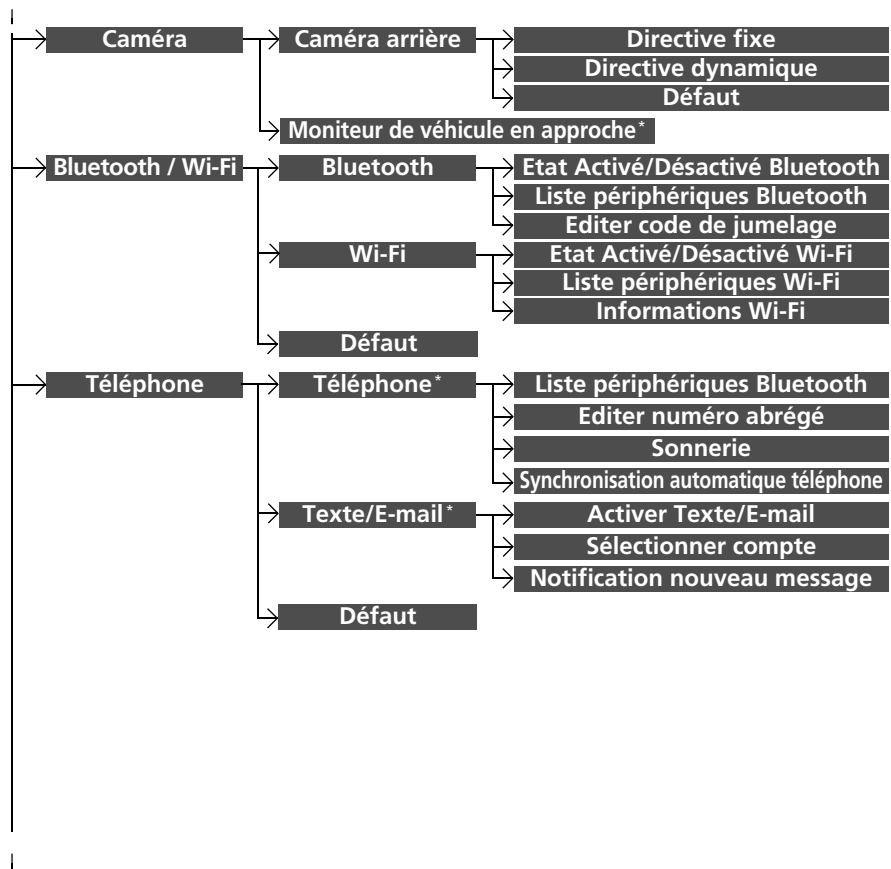 Caméra
Caméra arrière
Directive fixe
Directive dynamique
Défaut
Moniteur de véhicule en approche*
Bluetooth / Wi-Fi
Bluetooth
Etat Activé/Désactivé Bluetooth
Liste périphériques Bluetooth
Editer code de jumelage
Wi-Fi
Etat Activé/Désactivé Wi-Fi
Liste périphériques Wi-Fi
Informations Wi-Fi
Défaut
Téléphone
Téléphone*
Liste périphériques Bluetooth
Editer numéro abrégé
Sonnerie
Synchronisation automatique téléphone
Texte/E-mail*
Activer Texte/E-mail
Sélectionner compte
Notification nouveau message
Défaut